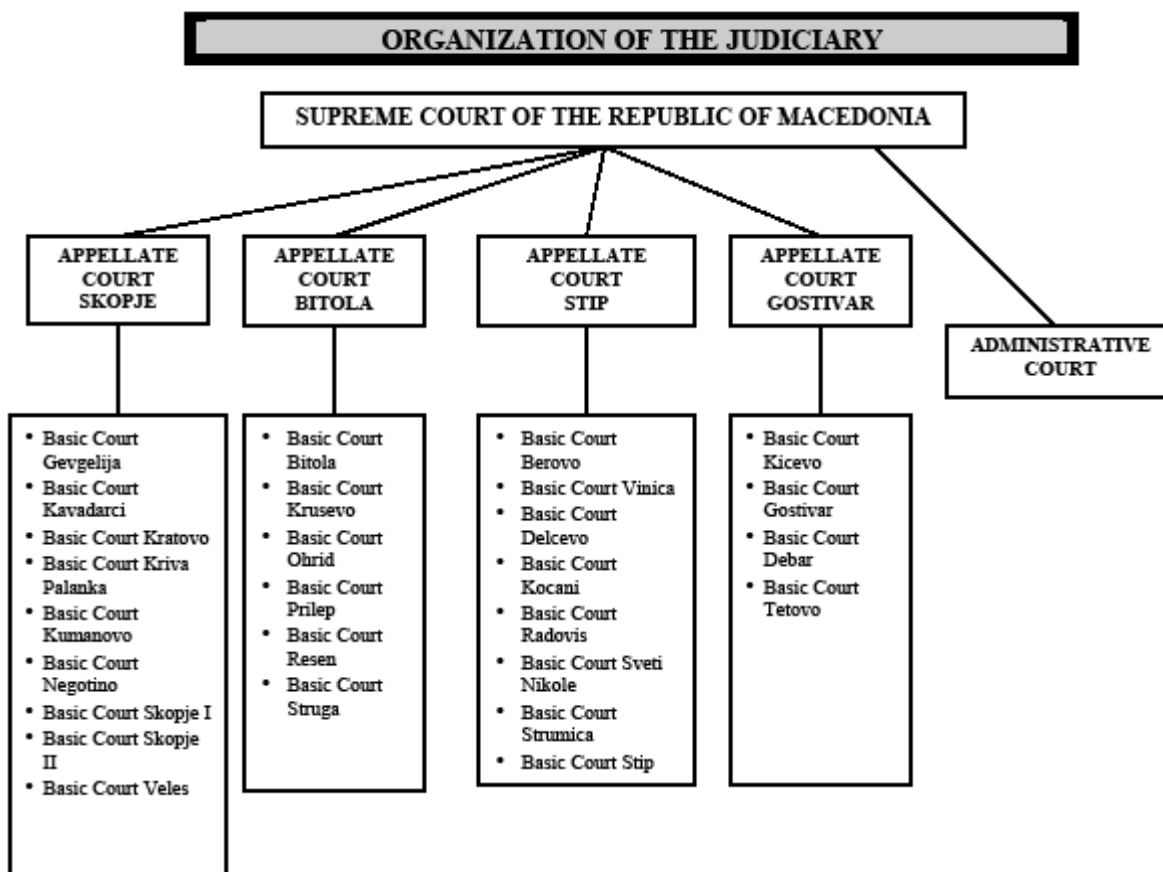 ORGANIZATION OF THE JUDICIARY
SUPREME COURT OF THE REPUBLIC OF MACEDONIA
APPELLATE
COURT
SKOPJE
APPELLATE
COURT
BITOLA
APPELLATE
COURT
STIP
APPELLATE
COURT
GOSTIVAR
ADMINISTRATIVE
COURT
• Basic Court
Gevgelija
• Basic Court
Kavadarci
• Basic Court Kratovo
• Basic Court Kriva
Palanka
• Basic Court
Kumanovo
• Basic Court
Negotino
• Basic Court Skopje I
• Basic Court Skopje
II
• Basic Court Veles
• Basic Court
Bitola
• Basic Court
Krusevo
• Basic Court
Ohrid
• Basic Court
Prilep
• Basic Court
Resen
• Basic Court
Struga
• Basic Court
Berovo
• Basic Court Vinica
• Basic Court
Delcevo
• Basic Court
Kocani
• Basic Court
Radovis
• Basic Court Sveti
Nikole
• Basic Court
Strumica
• Basic Court Stip
• Basic Court
Kicevo
• Basic Court
Gostivar
• Basic Court
Debar
• Basic Court
Tetovo